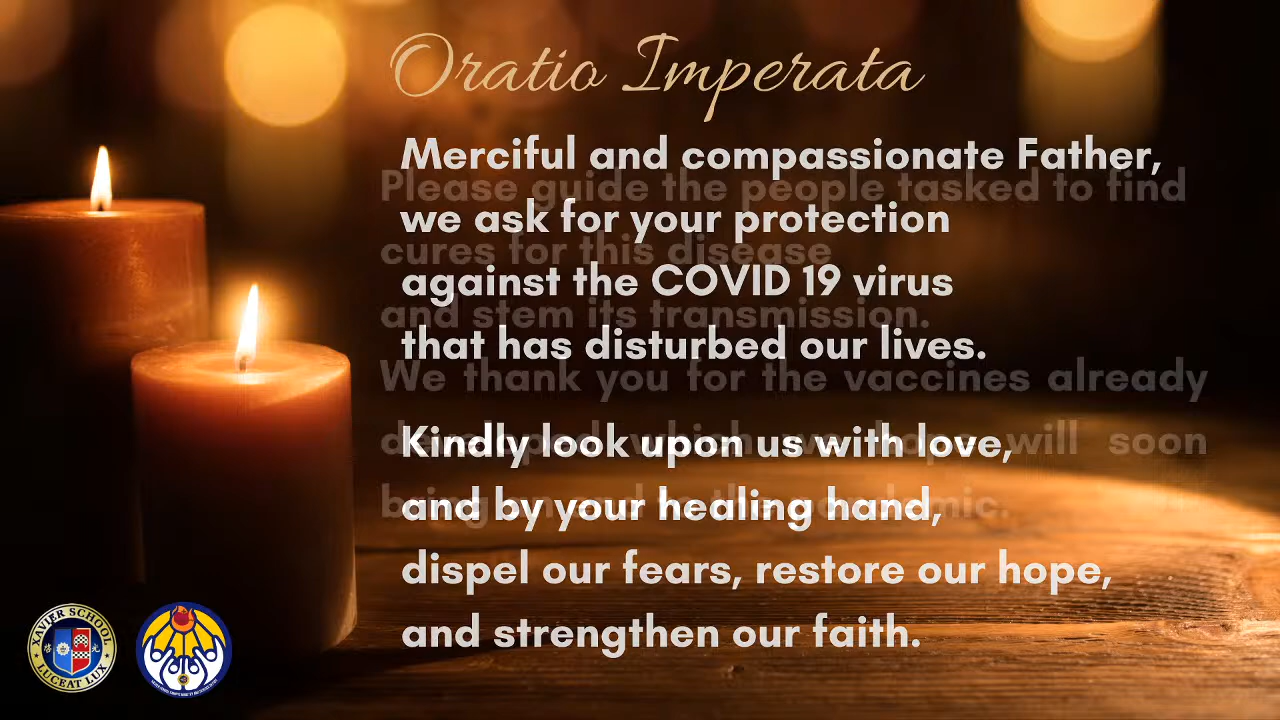 Oratio Imperata
Merciful and compassionate Father,
we ask for your protection
against the COVID 19 virus
that has disturbed our lives.
Kindly look upon us with love,
and by your healing hand,
dispel our fears, restore our hope,
and strengthen our faith.
Please guide the people tasked to find
cures for this disease
and stem its transmission.
We thank you for the vaccines already
will soon
XAVIER SCHOOL
LUCEAT LUX